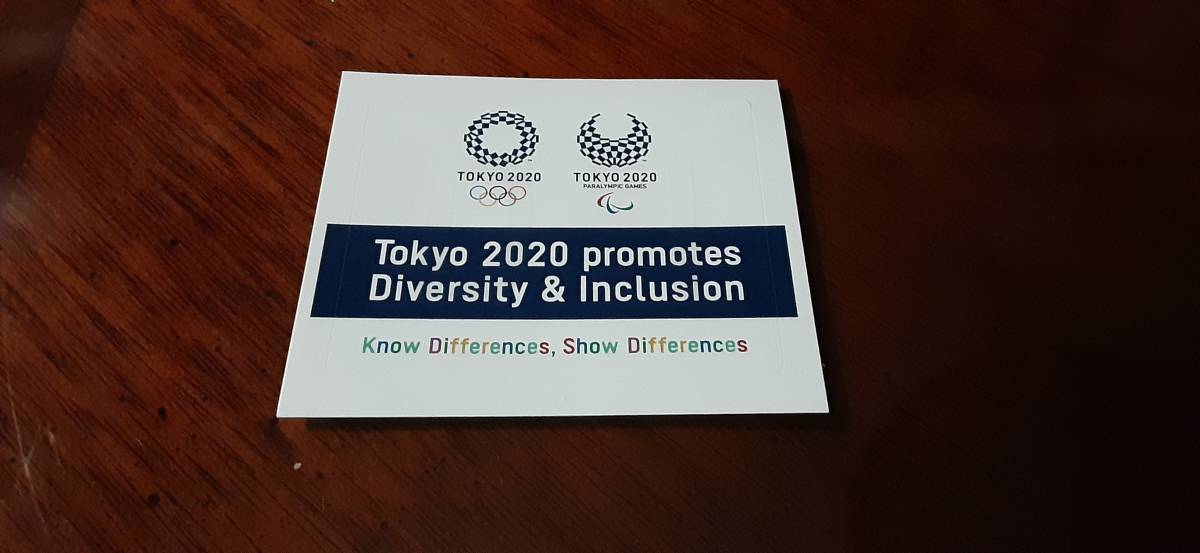 TOKYO 2020
TOKYO 2020
PARALYMPIC GAMES
Tokyo 2020 promotes
Diversity & Inclusion
Know Differences, Show Differences